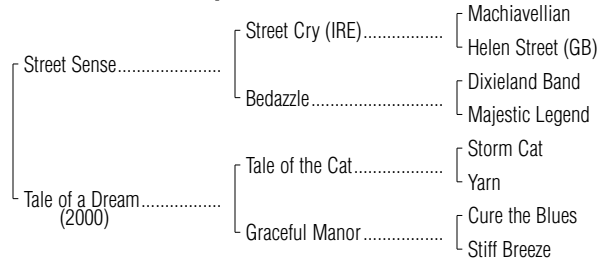 Machiavellian
Street Cry (IRE)................
Helen Street (GB)
Street Sense.....................
Dixieland Band
Bedazzle...........................
Majestic Legend
Storm Cat
Tale of the Cat..................
Yarn
Tale of a Dream................
(2000)
Cure the Blues
Graceful Manor................
Stiff Breeze